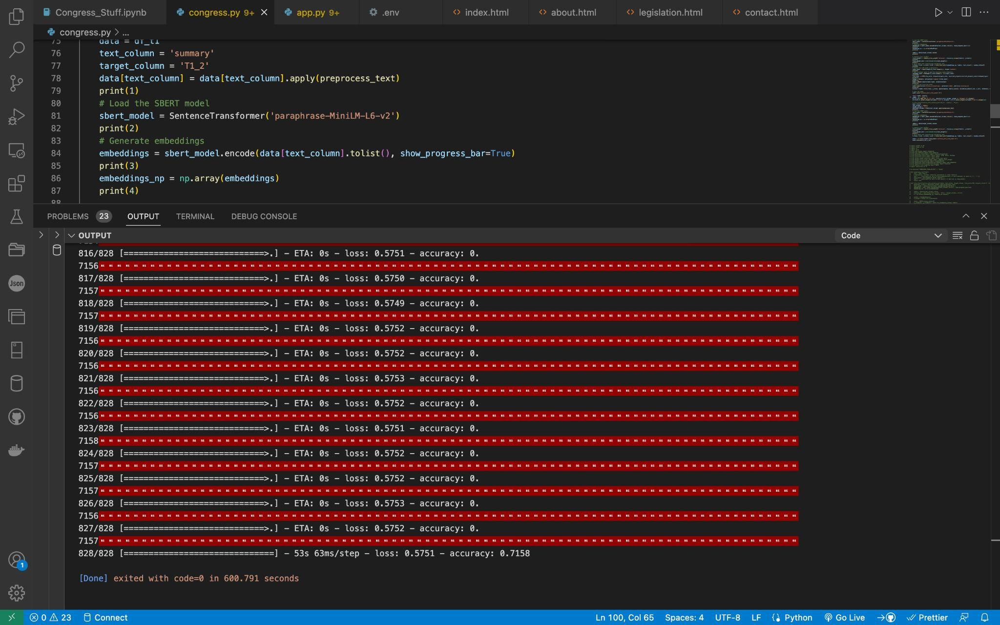 Congress_Stuff.ipynb
congress.py 9+
app.py 9+
.env
index.html
about.html
legislation.html
contact.html
congress.py > ...
75 data = df_t1
76 text_column = 'summary'
77 target_column = 'T1_2'
78 data[text_column] = data[text_column].apply(preprocess_text)
79 print(1)
80 # Load the SBERT model
81 sbert_model = SentenceTransformer('paraphrase-MiniLM-L6-v2')
82 print(2)
83 # Generate embeddings
84 embeddings = sbert_model.encode(data[text_column].tolist(), show_progress_bar=True)
85 print(3)
86 embeddings_np = np.array(embeddings)
87 print(4)
88
PROBLEMS 23 OUTPUT TERMINAL DEBUG CONSOLE
OUTPUT
Code
816/828 [============================>.] - ETA: 0s - loss: 0.5751 - accuracy: 0.
7156
817/828 [============================>.] - ETA: 0s - loss: 0.5750 - accuracy: 0.
7157
818/828 [============================>.] - ETA: 0s - loss: 0.5749 - accuracy: 0.
7157
819/828 [============================>.] - ETA: 0s - loss: 0.5752 - accuracy: 0.
7156
820/828 [============================>.] - ETA: 0s - loss: 0.5752 - accuracy: 0.
7156
821/828 [============================>.] - ETA: 0s - loss: 0.5753 - accuracy: 0.
7156
822/828 [============================>.] - ETA: 0s - loss: 0.5752 - accuracy: 0.
7156
823/828 [============================>.] - ETA: 0s - loss: 0.5751 - accuracy: 0.
7158
824/828 [============================>.] - ETA: 0s - loss: 0.5752 - accuracy: 0.
7157
825/828 [============================>.] - ETA: 0s - loss: 0.5752 - accuracy: 0.
7157
826/828 [============================>.] - ETA: 0s - loss: 0.5753 - accuracy: 0.
7156
827/828 [============================>.] - ETA: 0s - loss: 0.5752 - accuracy: 0.
7157
828/828 [==============================] - 53s 63ms/step - loss: 0.5751 - accuracy: 0.7158
[Done] exited with code=0 in 600.791 seconds
Json
1
0 23 Connect
Ln 100, Col 65 Spaces: 4 UTF-8 LF Python Go Live Prettier